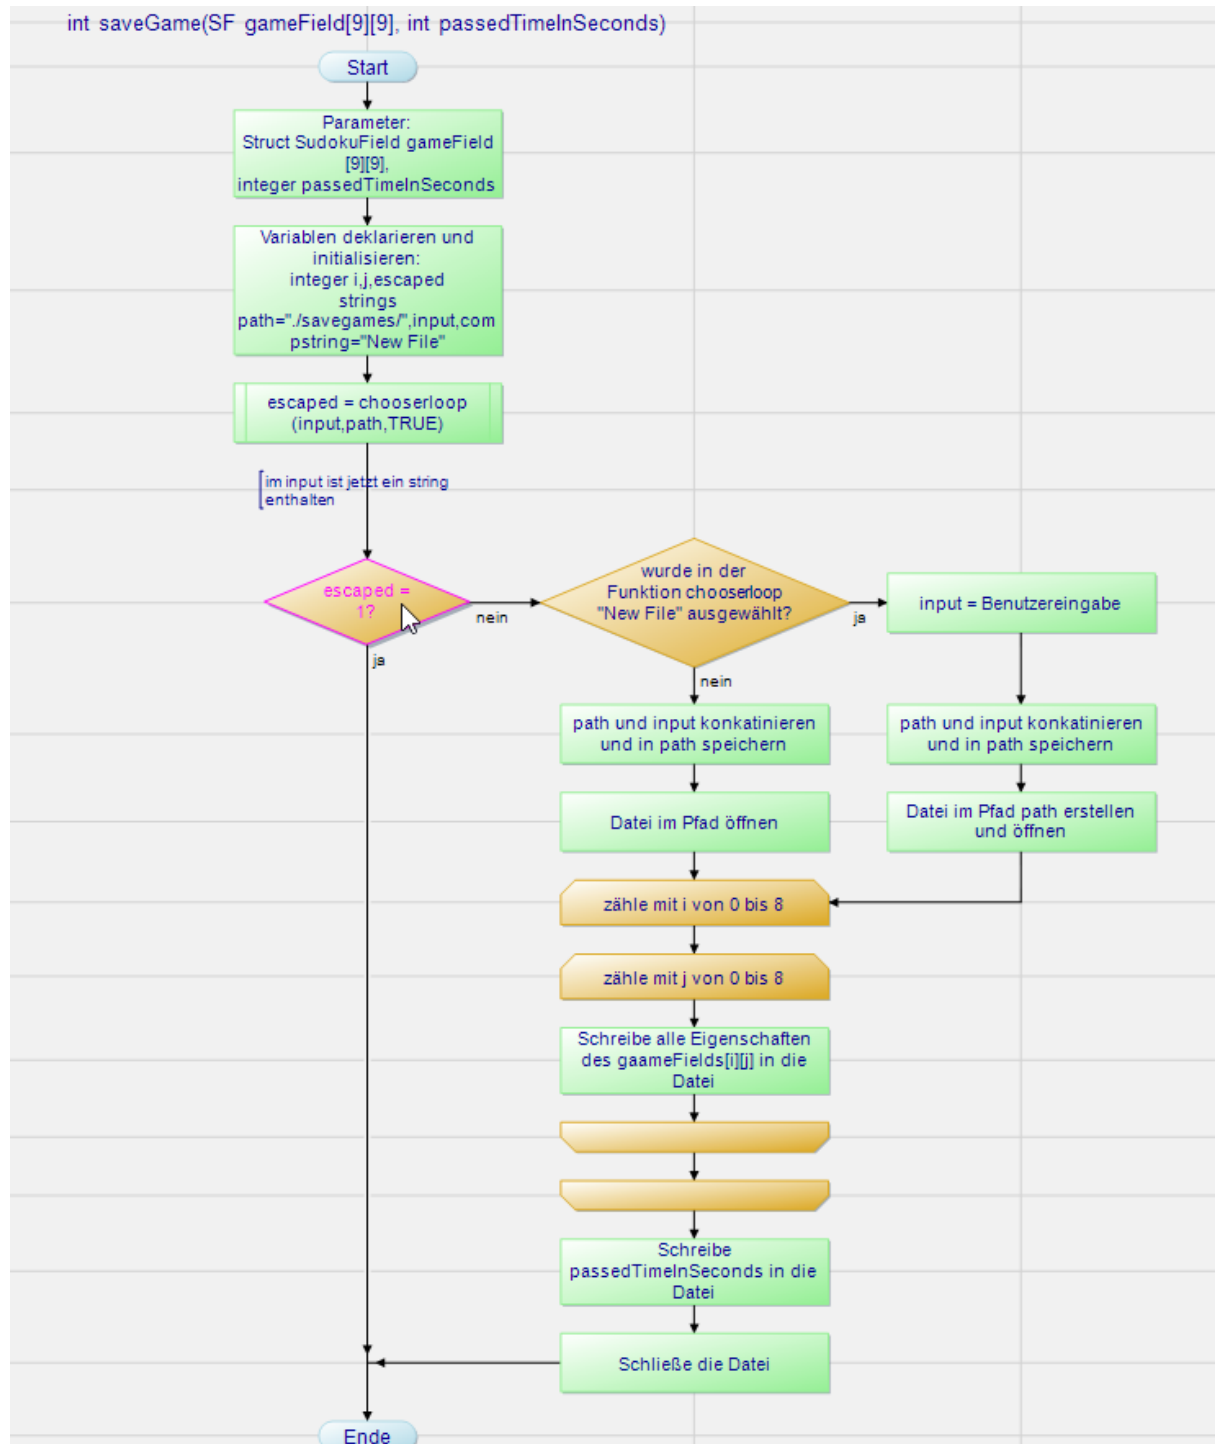 int saveGame(SF gameField[9][9], int passedTimeInSeconds)
Start
Parameter:
Struct SudokuField gameField
[9][9],
integer passedTimeInSeconds
Variablen deklarieren und
initialisieren:
integer i,j,escaped
strings
path="./savegames/",input,com
pstring="New File"
escaped = chooserloop
(input,path,TRUE)
im input ist jetzt ein string
enthalten
escaped =
1?
nein
ja
wurde in der
Funktion chooserloop
"New File" ausgewählt?
ja
nein
input = Benutzereingabe
path und input konkatinieren
und in path speichern
path und input konkatinieren
und in path speichern
Datei im Pfad öffnen
Datei im Pfad path erstellen
und öffnen
zähle mit i von 0 bis 8
zähle mit j von 0 bis 8
Schreibe alle Eigenschaften
des gaameFields[i][j] in die
Datei
Schreibe
passedTimeInSeconds in die
Datei
Schließe die Datei
Ende